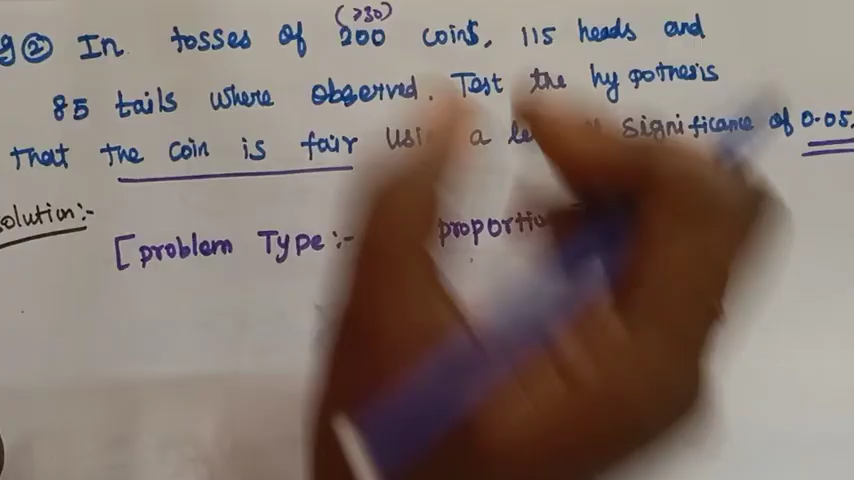 g ② In tosses of 200 coins, 115 heads and
(>30)
85 tails where observed. Test the hypothesis
that the coin is fair a significance of 0.05.
solution:-
[problem Type:- proportio